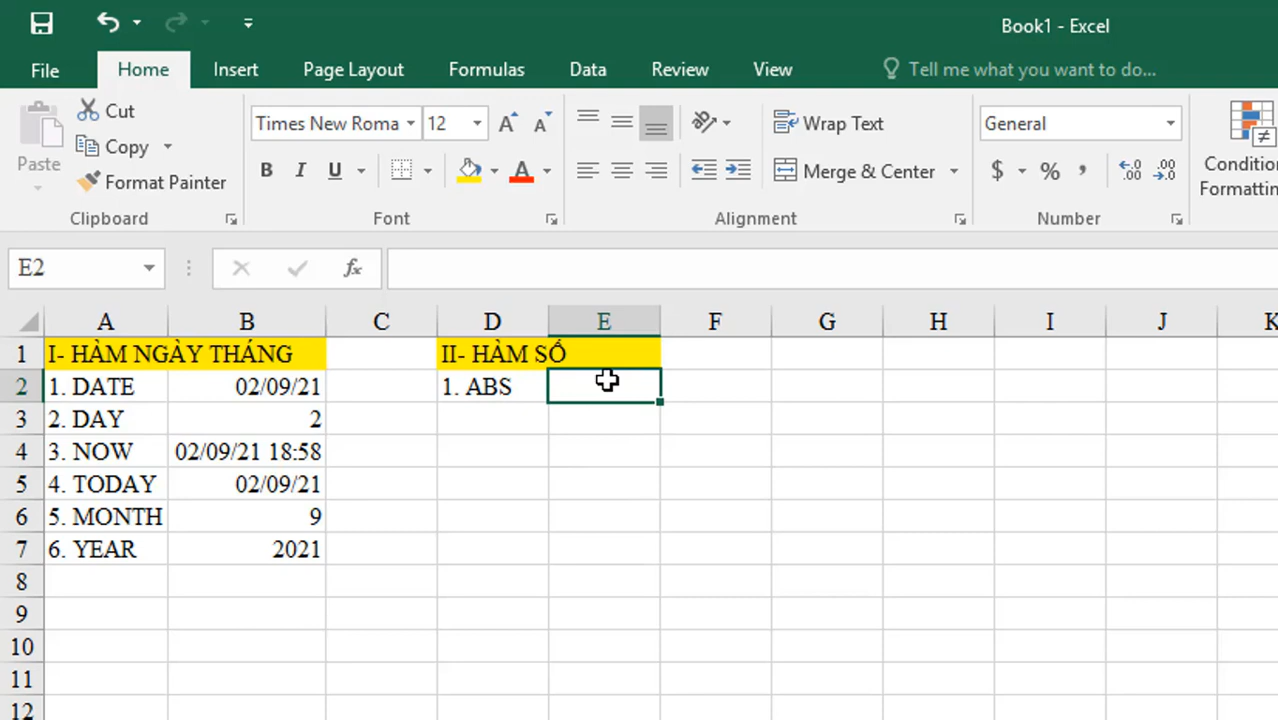 Book1 - Excel
File Home Insert Page Layout Formulas Data Review View Tell me what you want to do...
Paste
Cut
Copy
Format Painter
Clipboard
Times New Roma 12
B I U A
Font
Wrap Text
Merge & Center
Alignment
General
$ % ,
Number
Condition
Formatting
E2 fx
A B C D E F G H I J K
1 I- HÀM NGÀY THÁNG II- HÀM SỐ
2 1. DATE 02/09/21 1. ABS
3 2. DAY 2
4 3. NOW 02/09/21 18:58
5 4. TODAY 02/09/21
6 5. MONTH 9
7 6. YEAR 2021
8
9
10
11
12